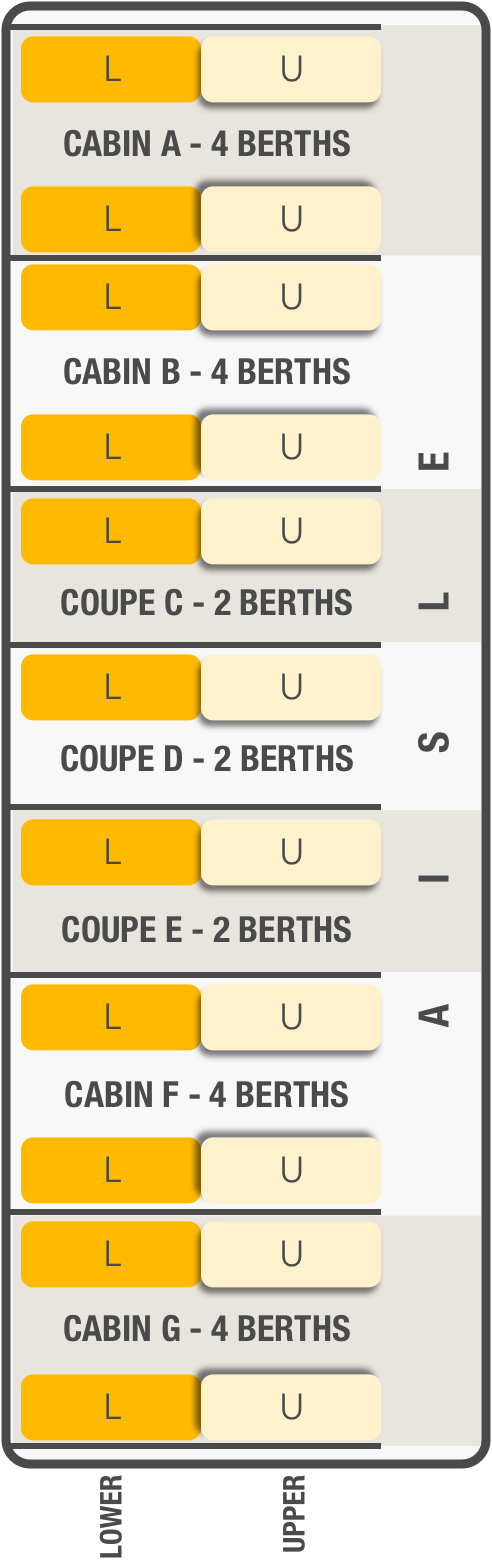 L U
CABIN A - 4 BERTHS
L U
L U
CABIN B - 4 BERTHS
L U
L U
COUPE C - 2 BERTHS
L U
COUPE D - 2 BERTHS
L U
COUPE E - 2 BERTHS
L U
CABIN F - 4 BERTHS
L U
L U
CABIN G - 4 BERTHS
L U
AISLE
LOWER
UPPER